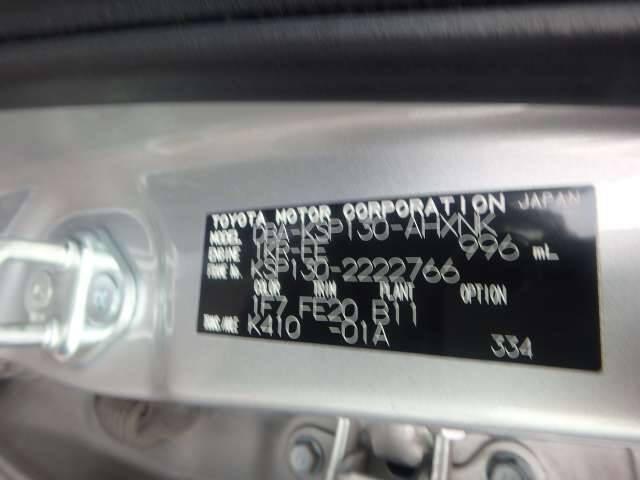 TOYOTA MOTOR CORPORATION JAPAN
MODEL DBA-KSP130-AHXNK
ENGINE 1KR-FE 996 mL
FRAME No. KSP130-2222766
COLOR TRIM PLANT OPTION
1F7 FE20 B11
TRANS/AXLE K410 -01A 334